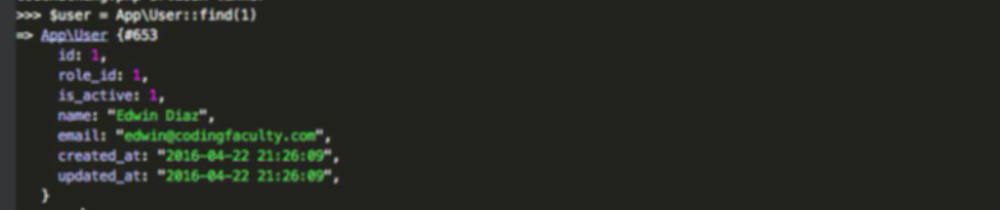 >>> $user = App\User::find(1)
=> App\User {#653
id: 1,
role_id: 1,
is_active: 1,
name: "Edwin Diaz",
email: "edwin@codingfaculty.com",
created_at: "2016-04-22 21:26:09",
updated_at: "2016-04-22 21:26:09",
}